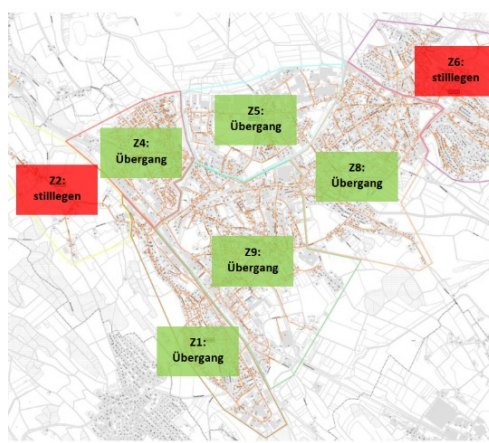 Z6:
stilllegen
Z5:
Übergang
Z4:
Übergang
Z8:
Übergang
Z2:
stilllegen
Z9:
Übergang
Z1:
Übergang